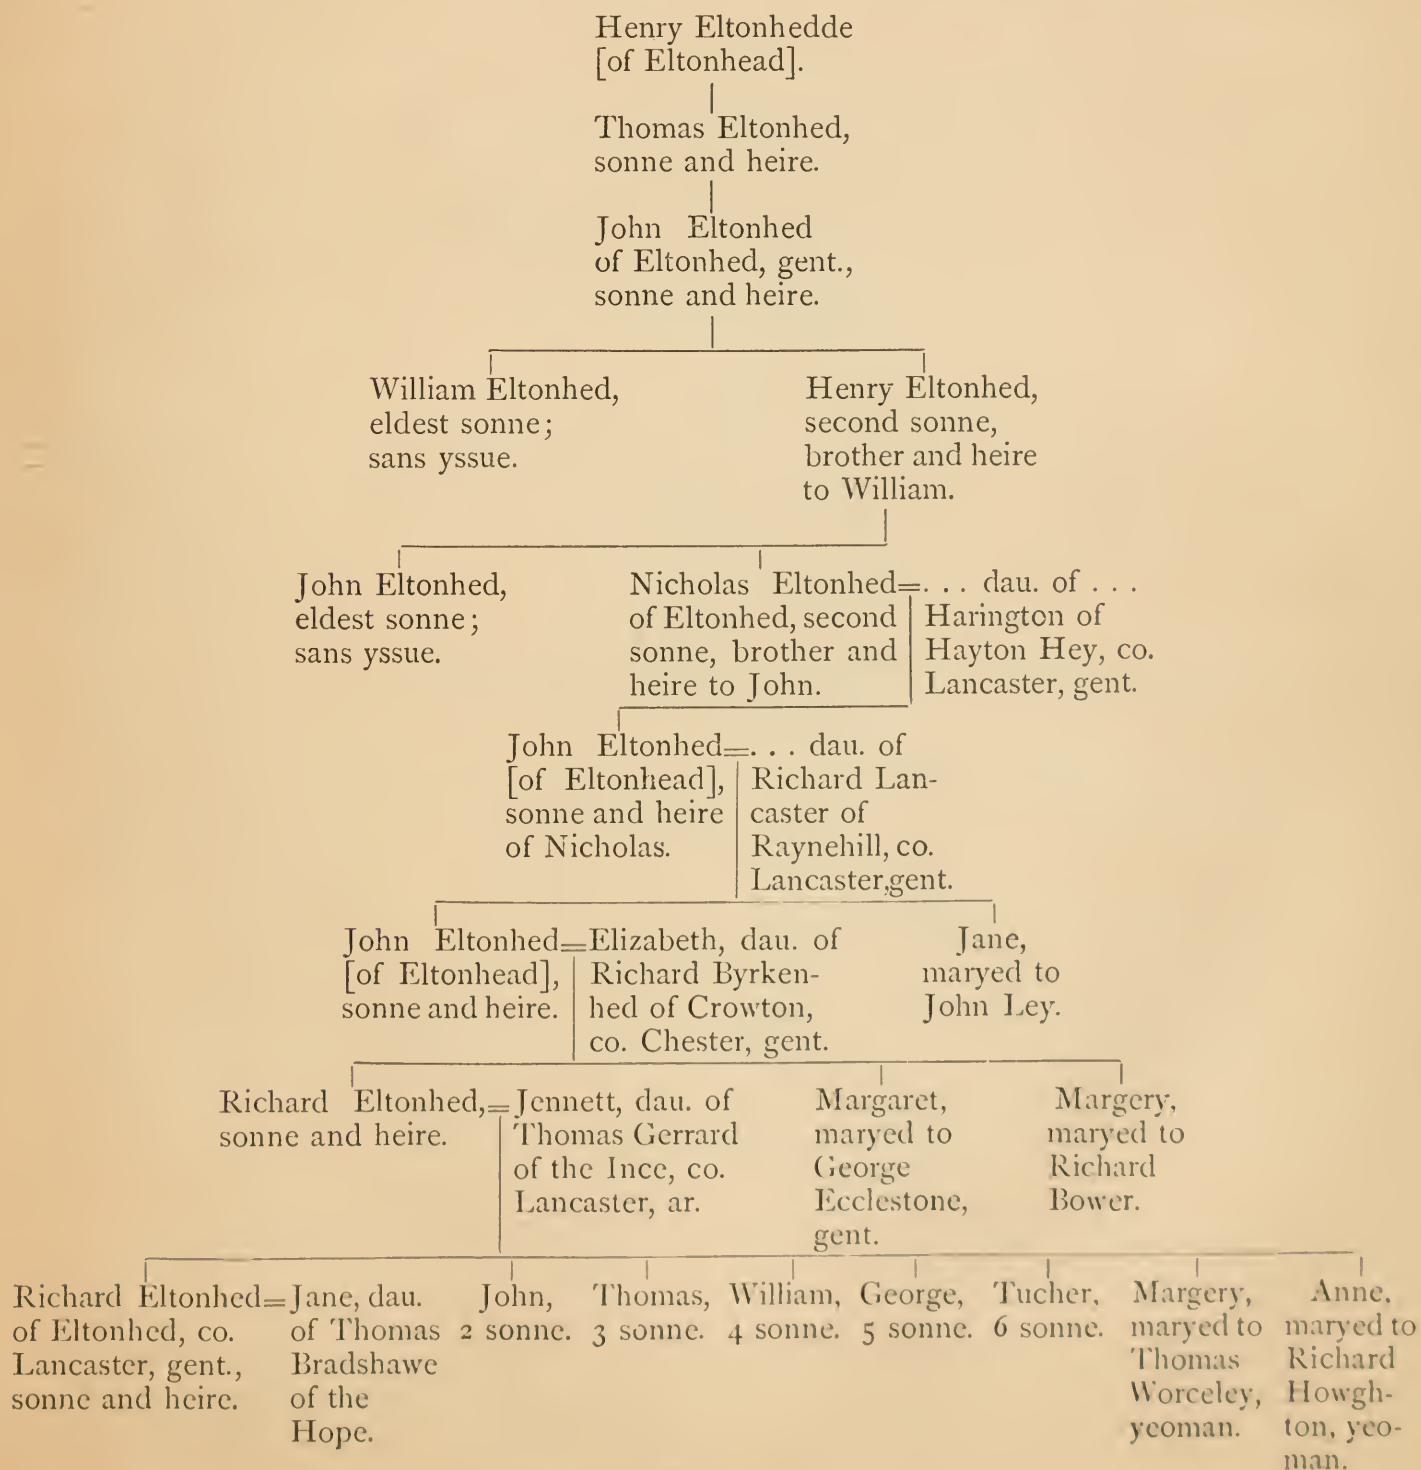 Henry Eltonhedde
[of Eltonhead].
Thomas Eltonhed,
sonne and heire.
John Eltonhed
of Eltonhed, gent.,
sonne and heire.
William Eltonhed,
eldest sonne;
sans yssue.
Henry Eltonhed,
second sonne,
brother and heire
to William.
John Eltonhed,
eldest sonne;
sans yssue.
Nicholas Eltonhed=
of Eltonhed, second
sonne, brother and
heire to John.
. . . dau. of . . .
Harington of
Hayton Hey, co.
Lancaster, gent.
John Eltonhed=
[of Eltonhead],
sonne and heire
of Nicholas.
. . . dau. of
Richard Lan-
caster of
Raynehill, co.
Lancaster, gent.
John Eltonhed=
[of Eltonhead],
sonne and heire.
Elizabeth, dau. of
Richard Byrken-
hed of Crowton,
co. Chester, gent.
Jane,
maryed to
John Ley.
Richard Eltonhed,=
sonne and heire.
Jennett, dau. of
Thomas Gerrard
of the Ince, co.
Lancaster, ar.
Margaret,
maryed to
George
Ecclestone,
gent.
Margery,
maryed to
Richard
Bower.
Richard Eltonhed=
of Eltonhed, co.
Lancaster, gent.,
sonne and heire.
Jane, dau.
of Thomas
Bradshawe
of the
Hope.
John,
2 sonne.
Thomas,
3 sonne.
William,
4 sonne.
George,
5 sonne.
Tucher,
6 sonne.
Margery,
maryed to
Thomas
Worceley,
yeoman.
Anne,
maryed to
Richard
Howgh-
ton, yeo-
man.